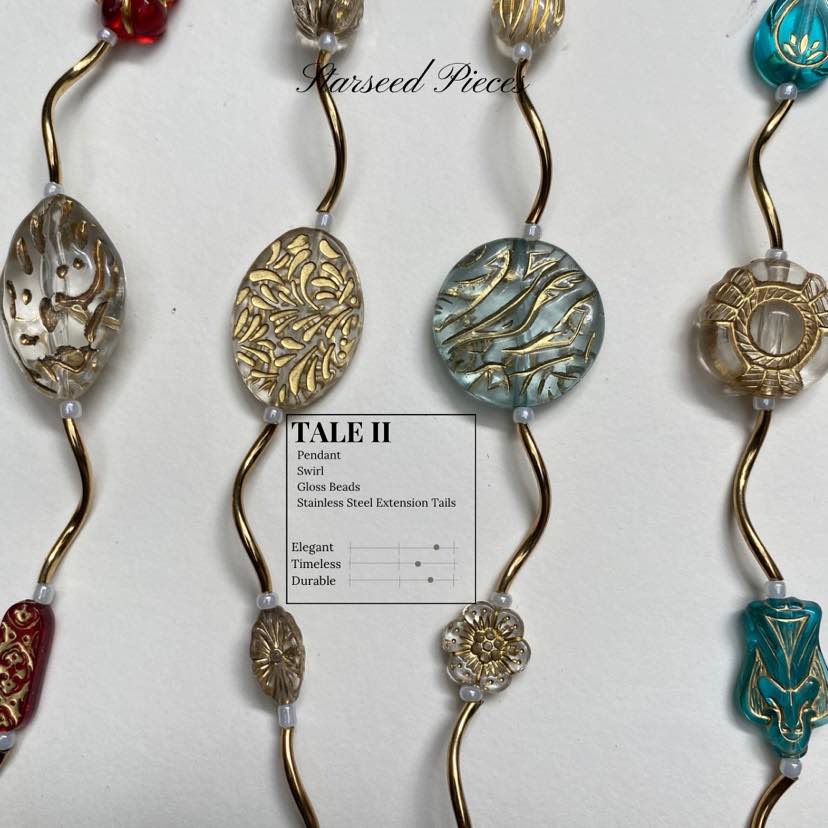 Starseed Pieces
TALE II
Pendant
Swirl
Gloss Beads
Stainless Steel Extension Tails
Elegant
Timeless
Durable